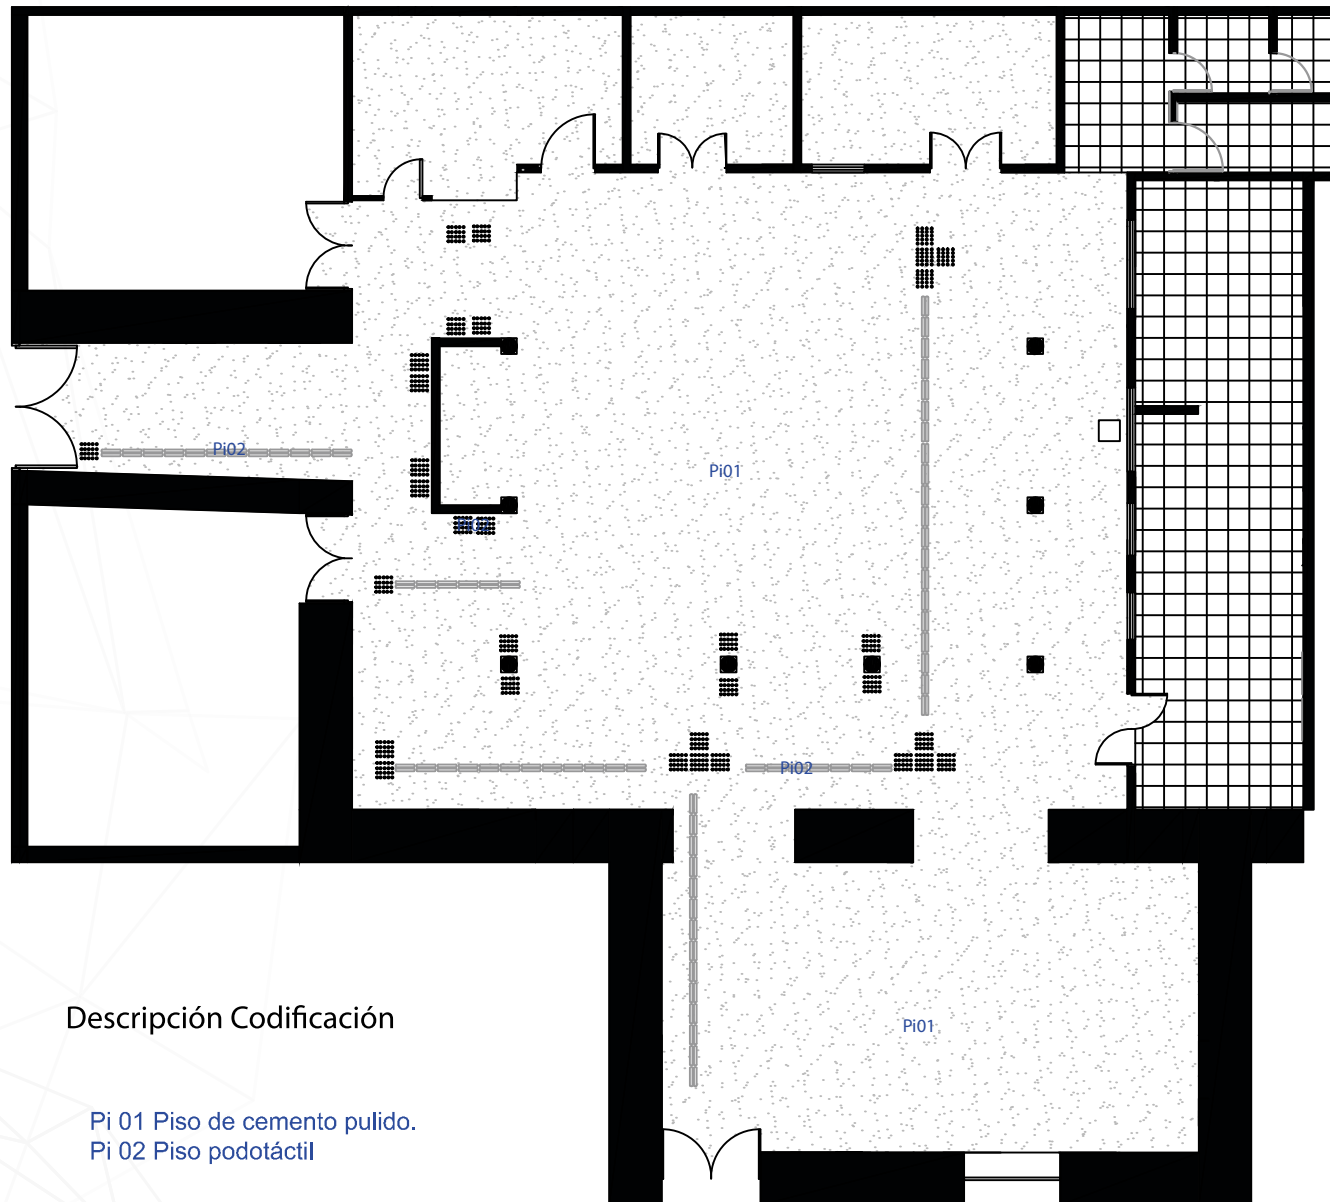 Pi02
Pi01
Pi02
Pi01
Descripción Codificación
Pi 01 Piso de cemento pulido.
Pi 02 Piso podotáctil